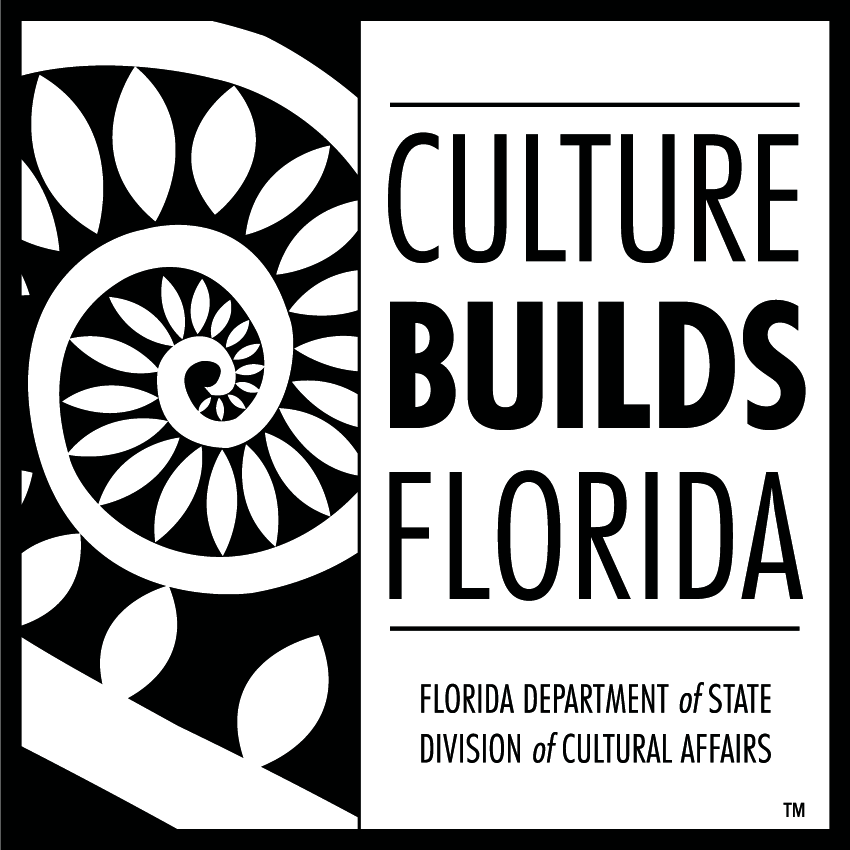 CULTURE
BUILDS
FLORIDA
FLORIDA DEPARTMENT of STATE
DIVISION of CULTURAL AFFAIRS
TM